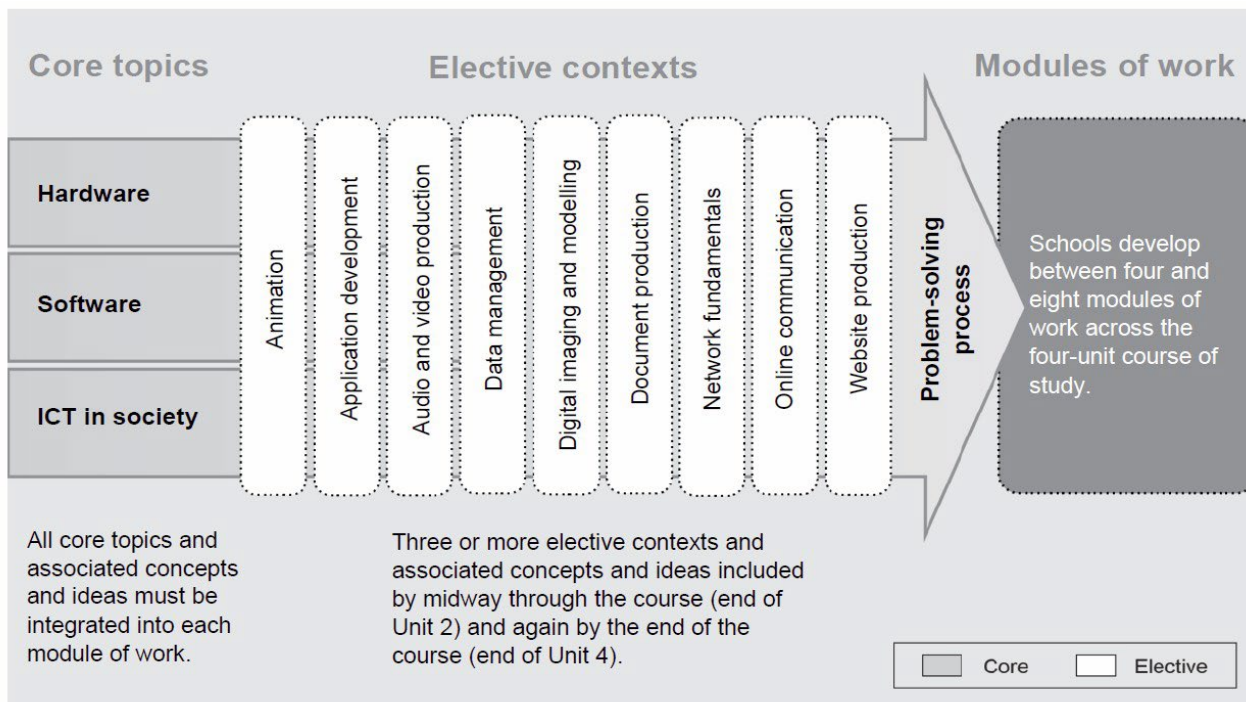 Core topics
Elective contexts
Modules of work
Hardware
Software
ICT in society
Animation
Application development
Audio and video production
Data management
Digital imaging and modelling
Document production
Network fundamentals
Online communication
Website production
Problem-solving
process
Schools develop
between four and
eight modules of
work across the
four-unit course of
study.
All core topics and
associated concepts
and ideas must be
integrated into each
module of work.
Three or more elective contexts and
associated concepts and ideas included
by midway through the course (end of
Unit 2) and again by the end of the
course (end of Unit 4).
Core
Elective